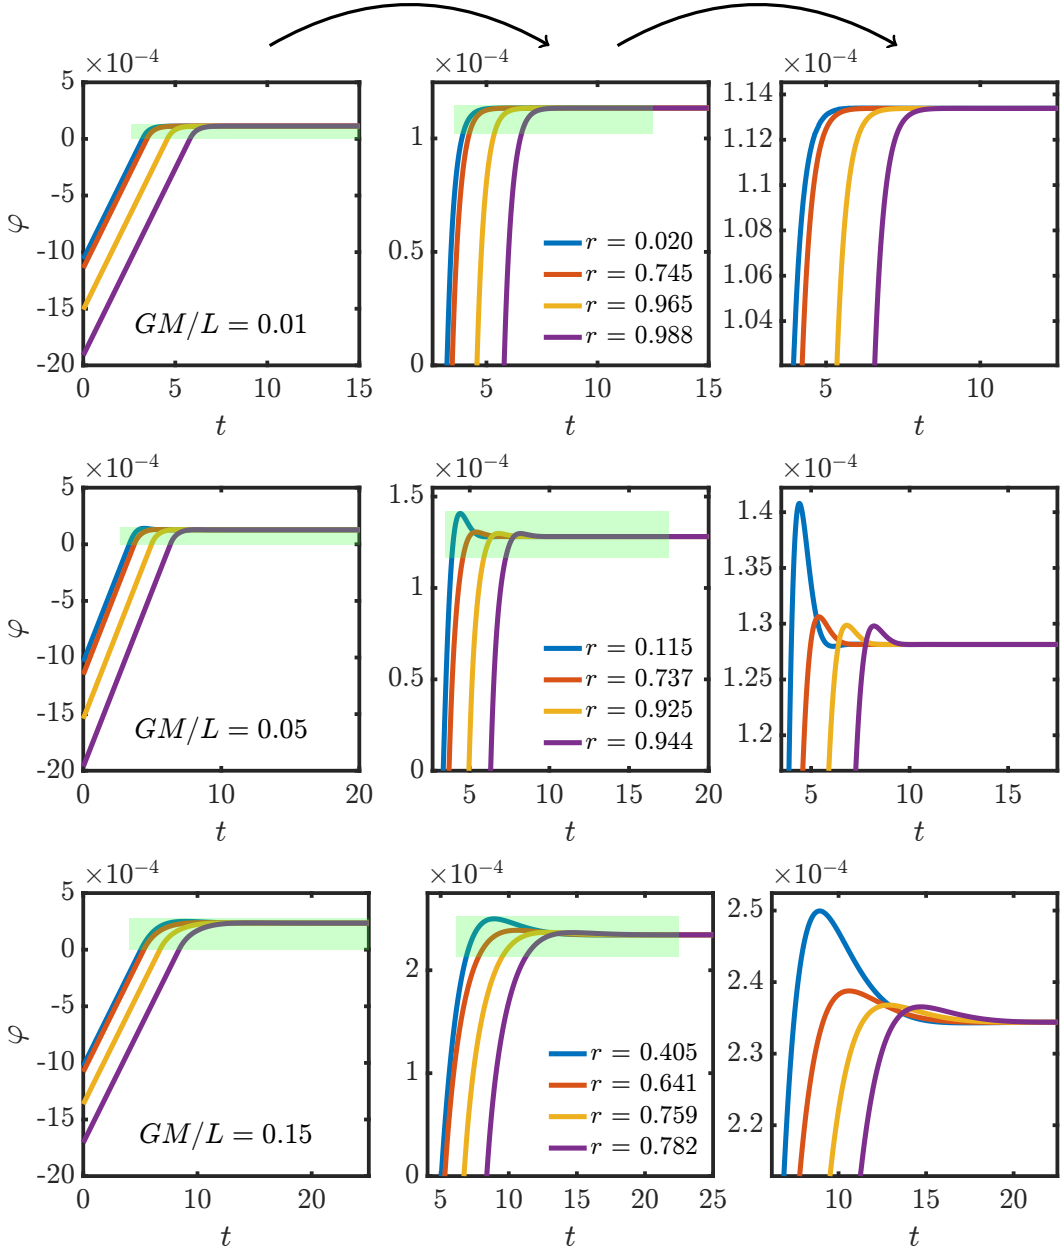 ×10⁻⁴
5
0
-5
-10
-15
-20
φ
GM/L = 0.01
0 5 10 15
t
×10⁻⁴
1
0.5
0
r = 0.020
r = 0.745
r = 0.965
r = 0.988
5 10 15
t
×10⁻⁴
1.14
1.12
1.1
1.08
1.06
1.04
5 10
t
×10⁻⁴
5
0
-5
-10
-15
-20
φ
GM/L = 0.05
0 10 20
t
×10⁻⁴
1.5
1
0.5
0
r = 0.115
r = 0.737
r = 0.925
r = 0.944
5 10 15 20
t
×10⁻⁴
1.4
1.35
1.3
1.25
1.2
5 10 15
t
×10⁻⁴
5
0
-5
-10
-15
-20
φ
GM/L = 0.15
0 10 20
t
×10⁻⁴
2
1
0
r = 0.405
r = 0.641
r = 0.759
r = 0.782
5 10 15 20 25
t
×10⁻⁴
2.5
2.4
2.3
2.2
10 15 20
t